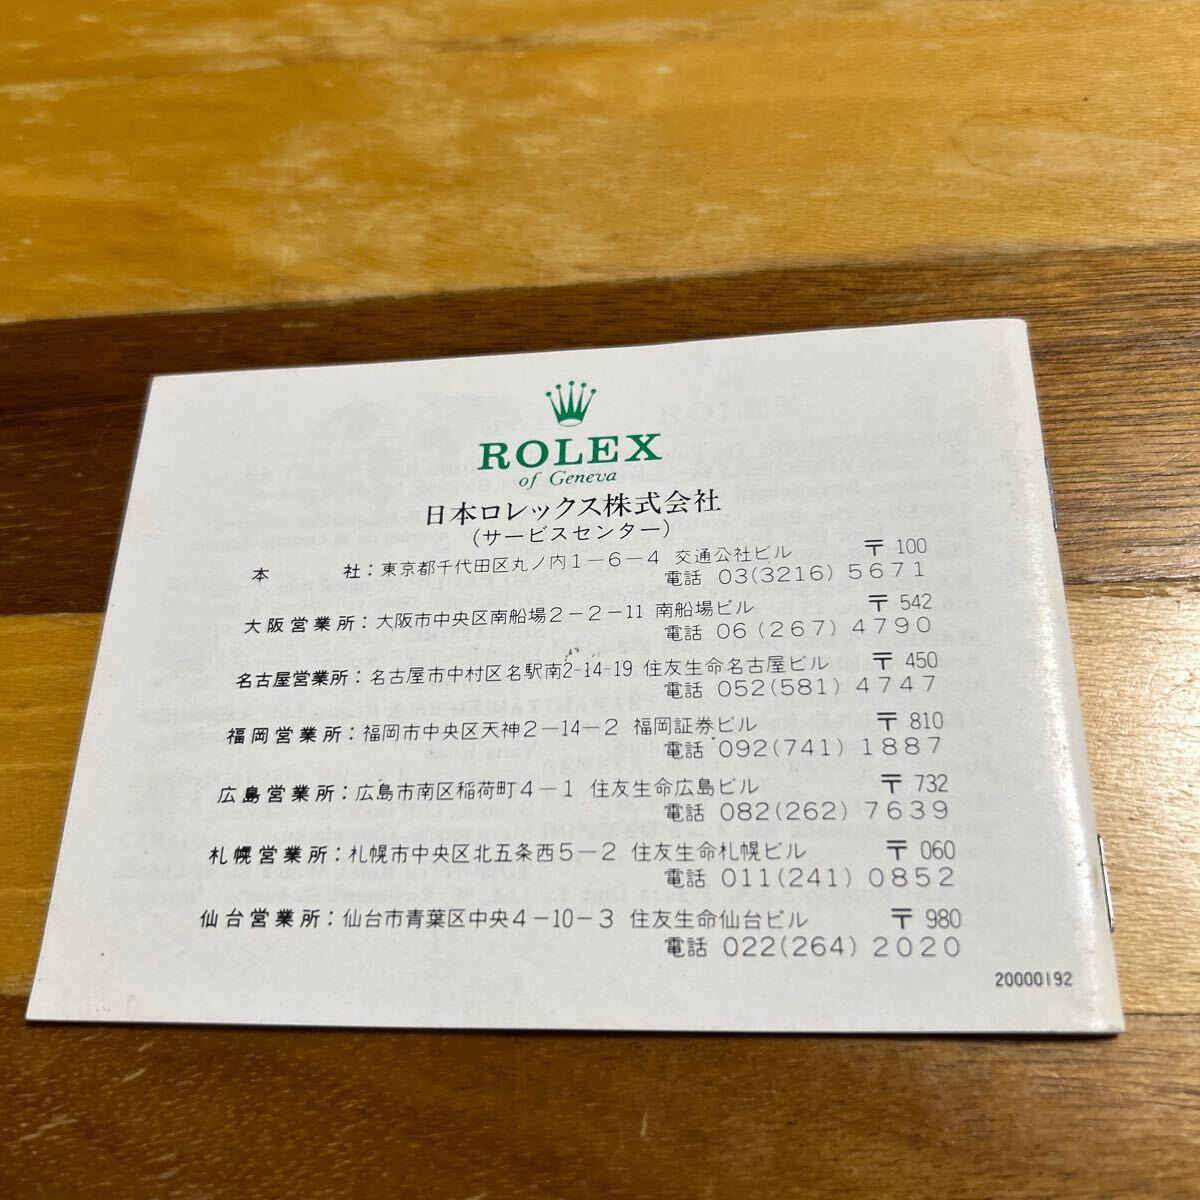 ROLEX
of Geneva
日本ロレックス株式会社
(サービスセンター)
本　　　社：東京都千代田区丸ノ内1-6-4 交通公社ビル 〒100
電話 03(3216)5671
大阪営業所：大阪市中央区南船場2-2-11 南船場ビル 〒542
電話 06(267)4790
名古屋営業所：名古屋市中村区名駅南2-14-19 住友生命名古屋ビル 〒450
電話 052(581)4747
福岡営業所：福岡市中央区天神2-14-2 福岡証券ビル 〒810
電話 092(741)1887
広島営業所：広島市南区稲荷町4-1 住友生命広島ビル 〒732
電話 082(262)7639
札幌営業所：札幌市中央区北五条西5-2 住友生命札幌ビル 〒060
電話 011(241)0852
仙台営業所：仙台市青葉区中央4-10-3 住友生命仙台ビル 〒980
電話 022(264)2020
20000192